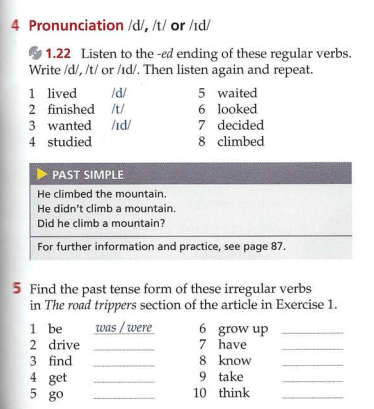 4 Pronunciation /d/, /t/ or /ɪd/
1.22 Listen to the -ed ending of these regular verbs.
Write /d/, /t/ or /ɪd/. Then listen again and repeat.
1 lived /d/
2 finished /t/
3 wanted /ɪd/
4 studied
5 waited
6 looked
7 decided
8 climbed
PAST SIMPLE
He climbed the mountain.
He didn't climb a mountain.
Did he climb a mountain?
For further information and practice, see page 87.
5 Find the past tense form of these irregular verbs
in The road trippers section of the article in Exercise 1.
1 be was / were
2 drive
3 find
4 get
5 go
6 grow up
7 have
8 know
9 take
10 think